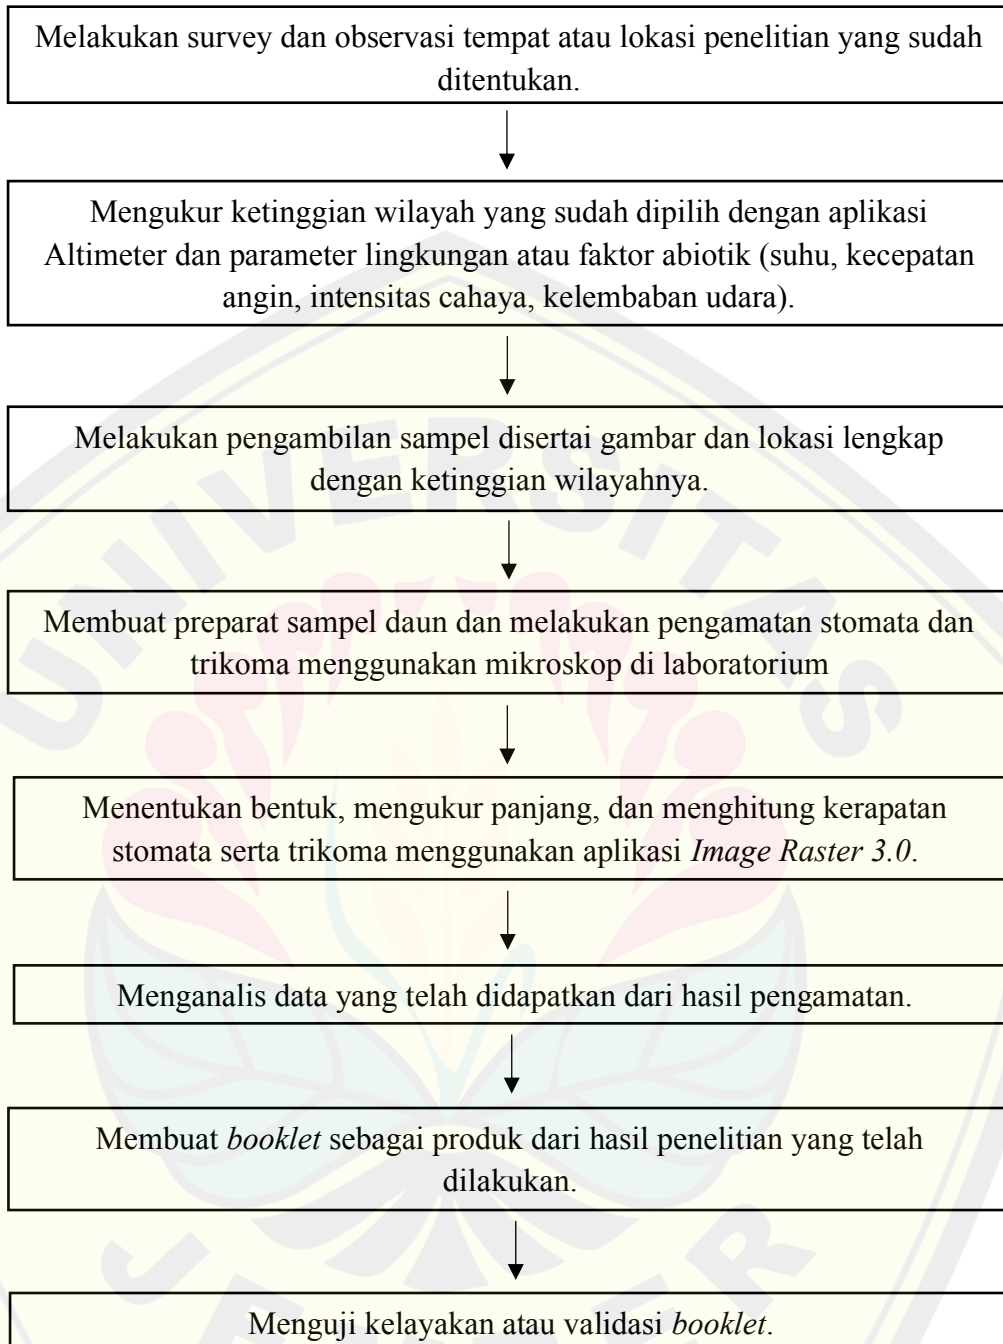 Melakukan survey dan observasi tempat atau lokasi penelitian yang sudah
ditentukan.
Mengukur ketinggian wilayah yang sudah dipilih dengan aplikasi
Altimeter dan parameter lingkungan atau faktor abiotik (suhu, kecepatan
angin, intensitas cahaya, kelembaban udara).
Melakukan pengambilan sampel disertai gambar dan lokasi lengkap
dengan ketinggian wilayahnya.
UNIVERSITAS
Membuat preparat sampel daun dan melakukan pengamatan stomata dan
trikoma menggunakan mikroskop di laboratorium
Menentukan bentuk, mengukur panjang, dan menghitung kerapatan
stomata serta trikoma menggunakan aplikasi Image Raster 3.0.
Menganalis data yang telah didapatkan dari hasil pengamatan.
Membuat booklet sebagai produk dari hasil penelitian yang telah
dilakukan.
JEMBER
Menguji kelayakan atau validasi booklet.